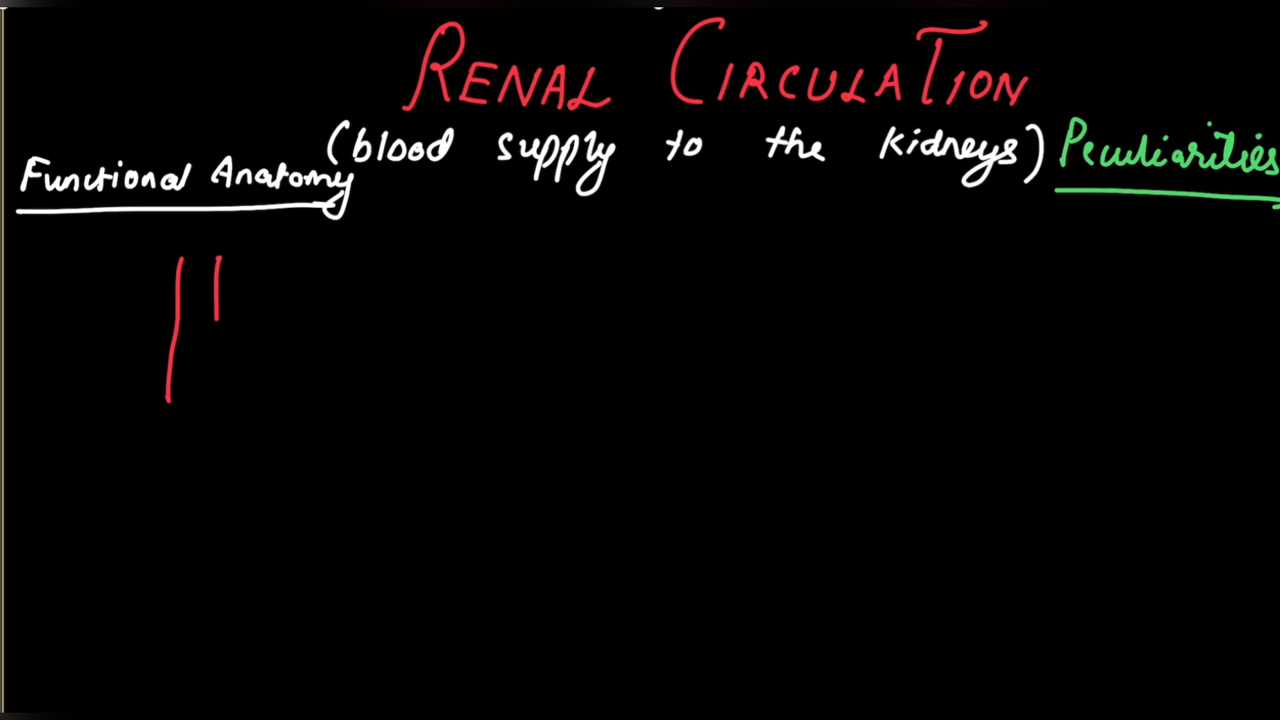 RENAL CIRCULATION
(blood supply to the kidneys)
Functional Anatomy
Peculiarities